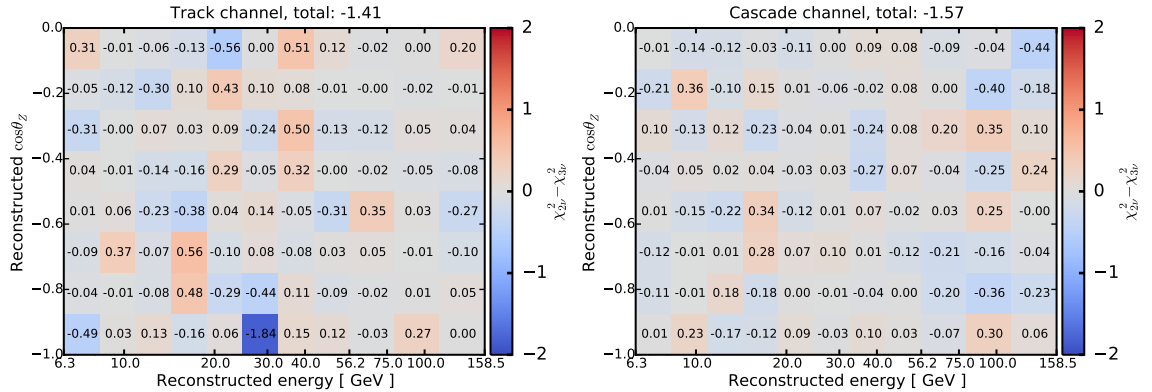 Track channel, total: -1.41
0.0
−0.2
−0.4
−0.6
−0.8
−1.0
Reconstructed cosθ_Z
0.31 -0.01 -0.06 -0.13 -0.56 0.00 0.51 0.12 -0.02 0.00 0.20
-0.05 -0.12 -0.30 0.10 0.43 0.10 0.08 -0.01 -0.00 -0.02 -0.01
-0.31 -0.00 0.07 0.03 0.09 -0.24 0.50 -0.13 -0.12 0.05 0.04
0.04 -0.01 -0.14 -0.16 0.29 -0.05 0.32 -0.00 -0.02 -0.05 -0.08
0.01 0.06 -0.23 -0.38 0.04 0.14 -0.05 -0.31 0.35 0.03 -0.27
-0.09 0.37 -0.07 0.56 -0.10 0.08 -0.08 0.03 0.05 -0.01 -0.10
-0.04 -0.01 -0.08 0.48 -0.29 -0.44 0.11 -0.09 -0.02 0.01 0.05
-0.49 0.03 0.13 -0.16 0.06 -1.84 0.15 0.12 -0.03 0.27 0.00
6.3 10.0 20.0 30.0 40.0 56.2 75.0 100.0 158.5
Reconstructed energy [ GeV ]
2
1
0
−1
−2
χ²_2ν − χ²_3ν
Cascade channel, total: -1.57
0.0
−0.2
−0.4
−0.6
−0.8
−1.0
Reconstructed cosθ_Z
-0.01 -0.14 -0.12 -0.03 -0.11 0.00 0.09 0.08 -0.09 -0.04 -0.44
-0.21 0.36 -0.10 0.15 0.01 -0.06 -0.02 0.08 0.00 -0.40 -0.18
0.10 -0.13 0.12 -0.23 -0.04 0.01 -0.24 0.08 0.20 0.35 0.10
-0.04 0.05 0.02 0.04 -0.04 0.03 -0.27 -0.04 0.03 -0.25 0.24
0.01 -0.15 -0.22 0.34 -0.12 0.01 0.07 -0.02 0.03 0.25 -0.00
-0.12 -0.01 0.05 0.28 0.07 0.10 0.01 -0.12 -0.21 -0.16 -0.04
-0.11 -0.01 0.18 -0.18 0.00 -0.01 -0.04 -0.06 -0.20 -0.36 -0.23
0.01 0.23 -0.17 -0.12 0.09 -0.03 0.10 0.03 -0.07 0.30 0.06
6.3 10.0 20.0 30.0 40.0 56.2 75.0 100.0 158.5
Reconstructed energy [ GeV ]
2
1
0
−1
−2
χ²_2ν − χ²_3ν